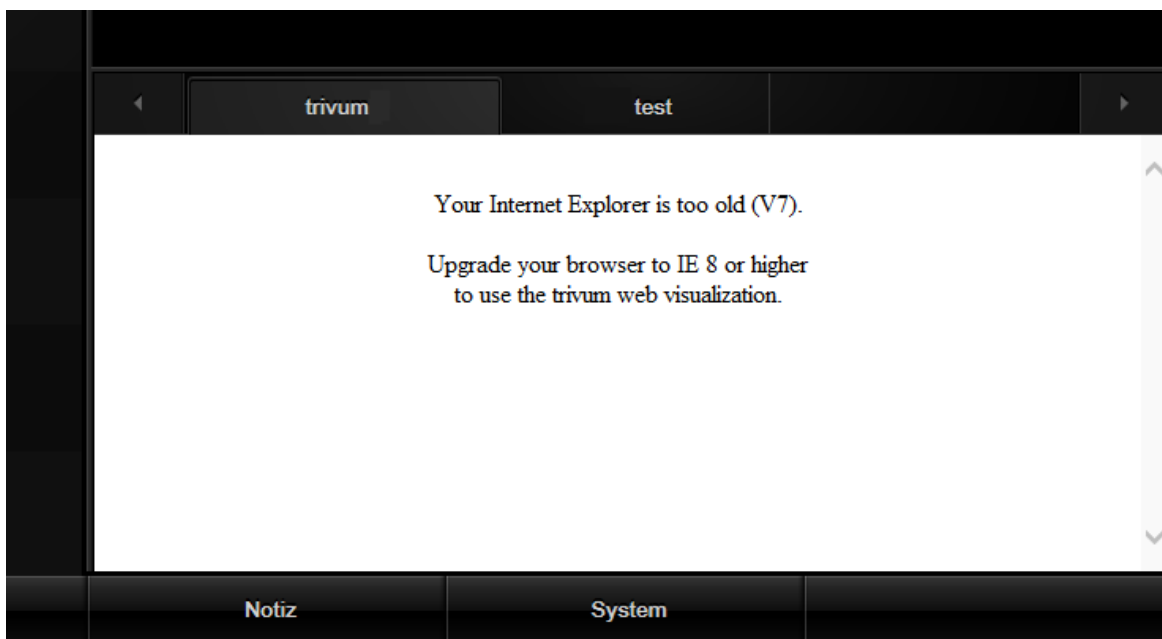 trivum
test
Your Internet Explorer is too old (V7).
Upgrade your browser to IE 8 or higher
to use the trivum web visualization.
Notiz
System